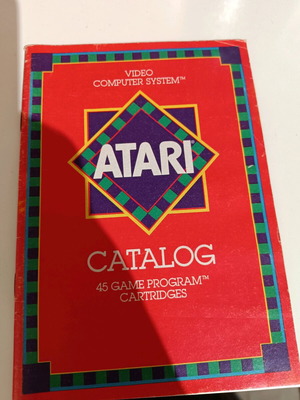 VIDEO
COMPUTER SYSTEM™
ATARI®
CATALOG
45 GAME PROGRAM™
CARTRIDGES